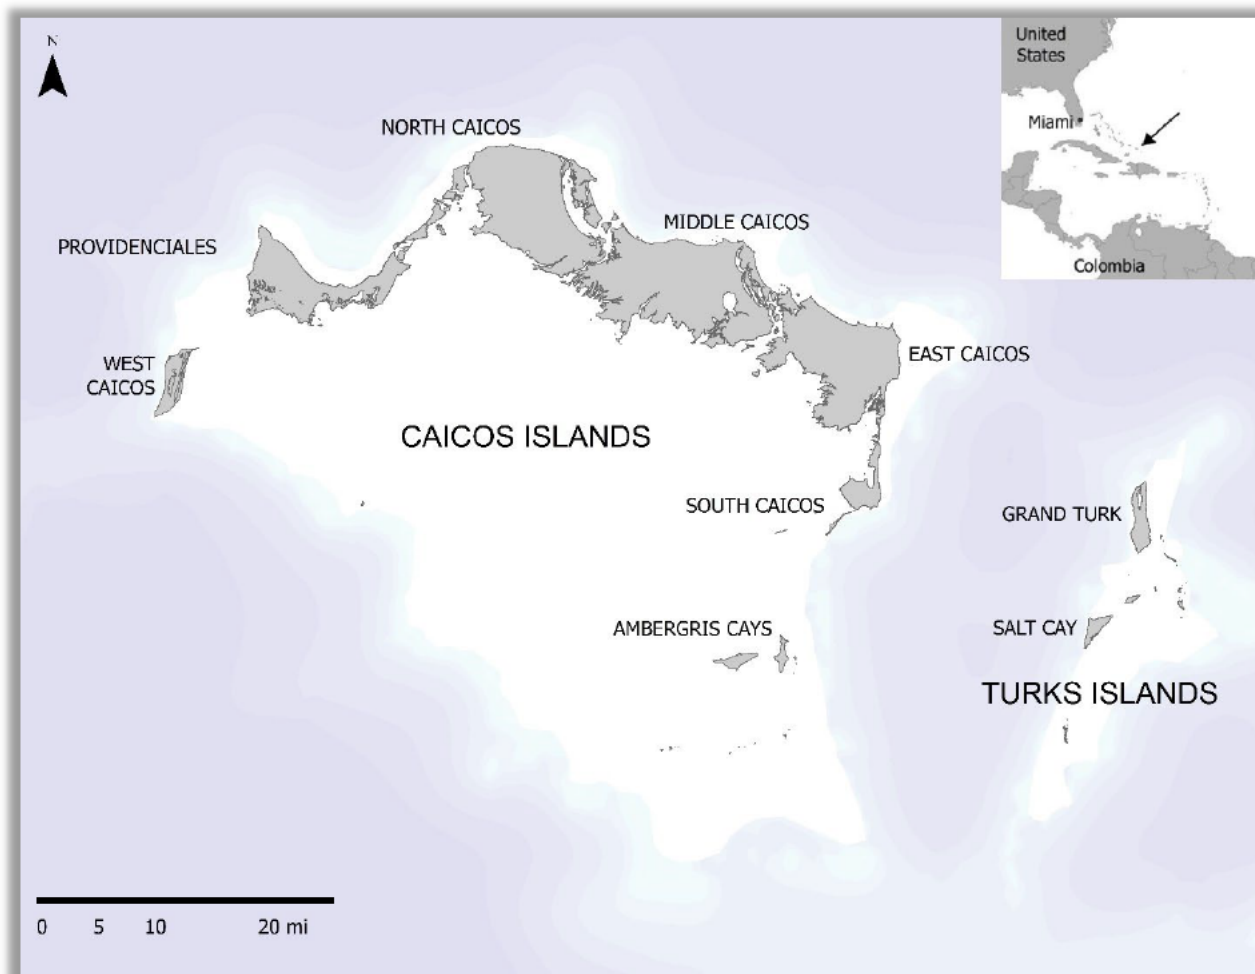 N
United
States
Miami
Colombia
NORTH CAICOS
MIDDLE CAICOS
PROVIDENCIALES
WEST
CAICOS
EAST CAICOS
CAICOS ISLANDS
SOUTH CAICOS
GRAND TURK
AMBERGRIS CAYS
SALT CAY
TURKS ISLANDS
0 5 10 20 mi